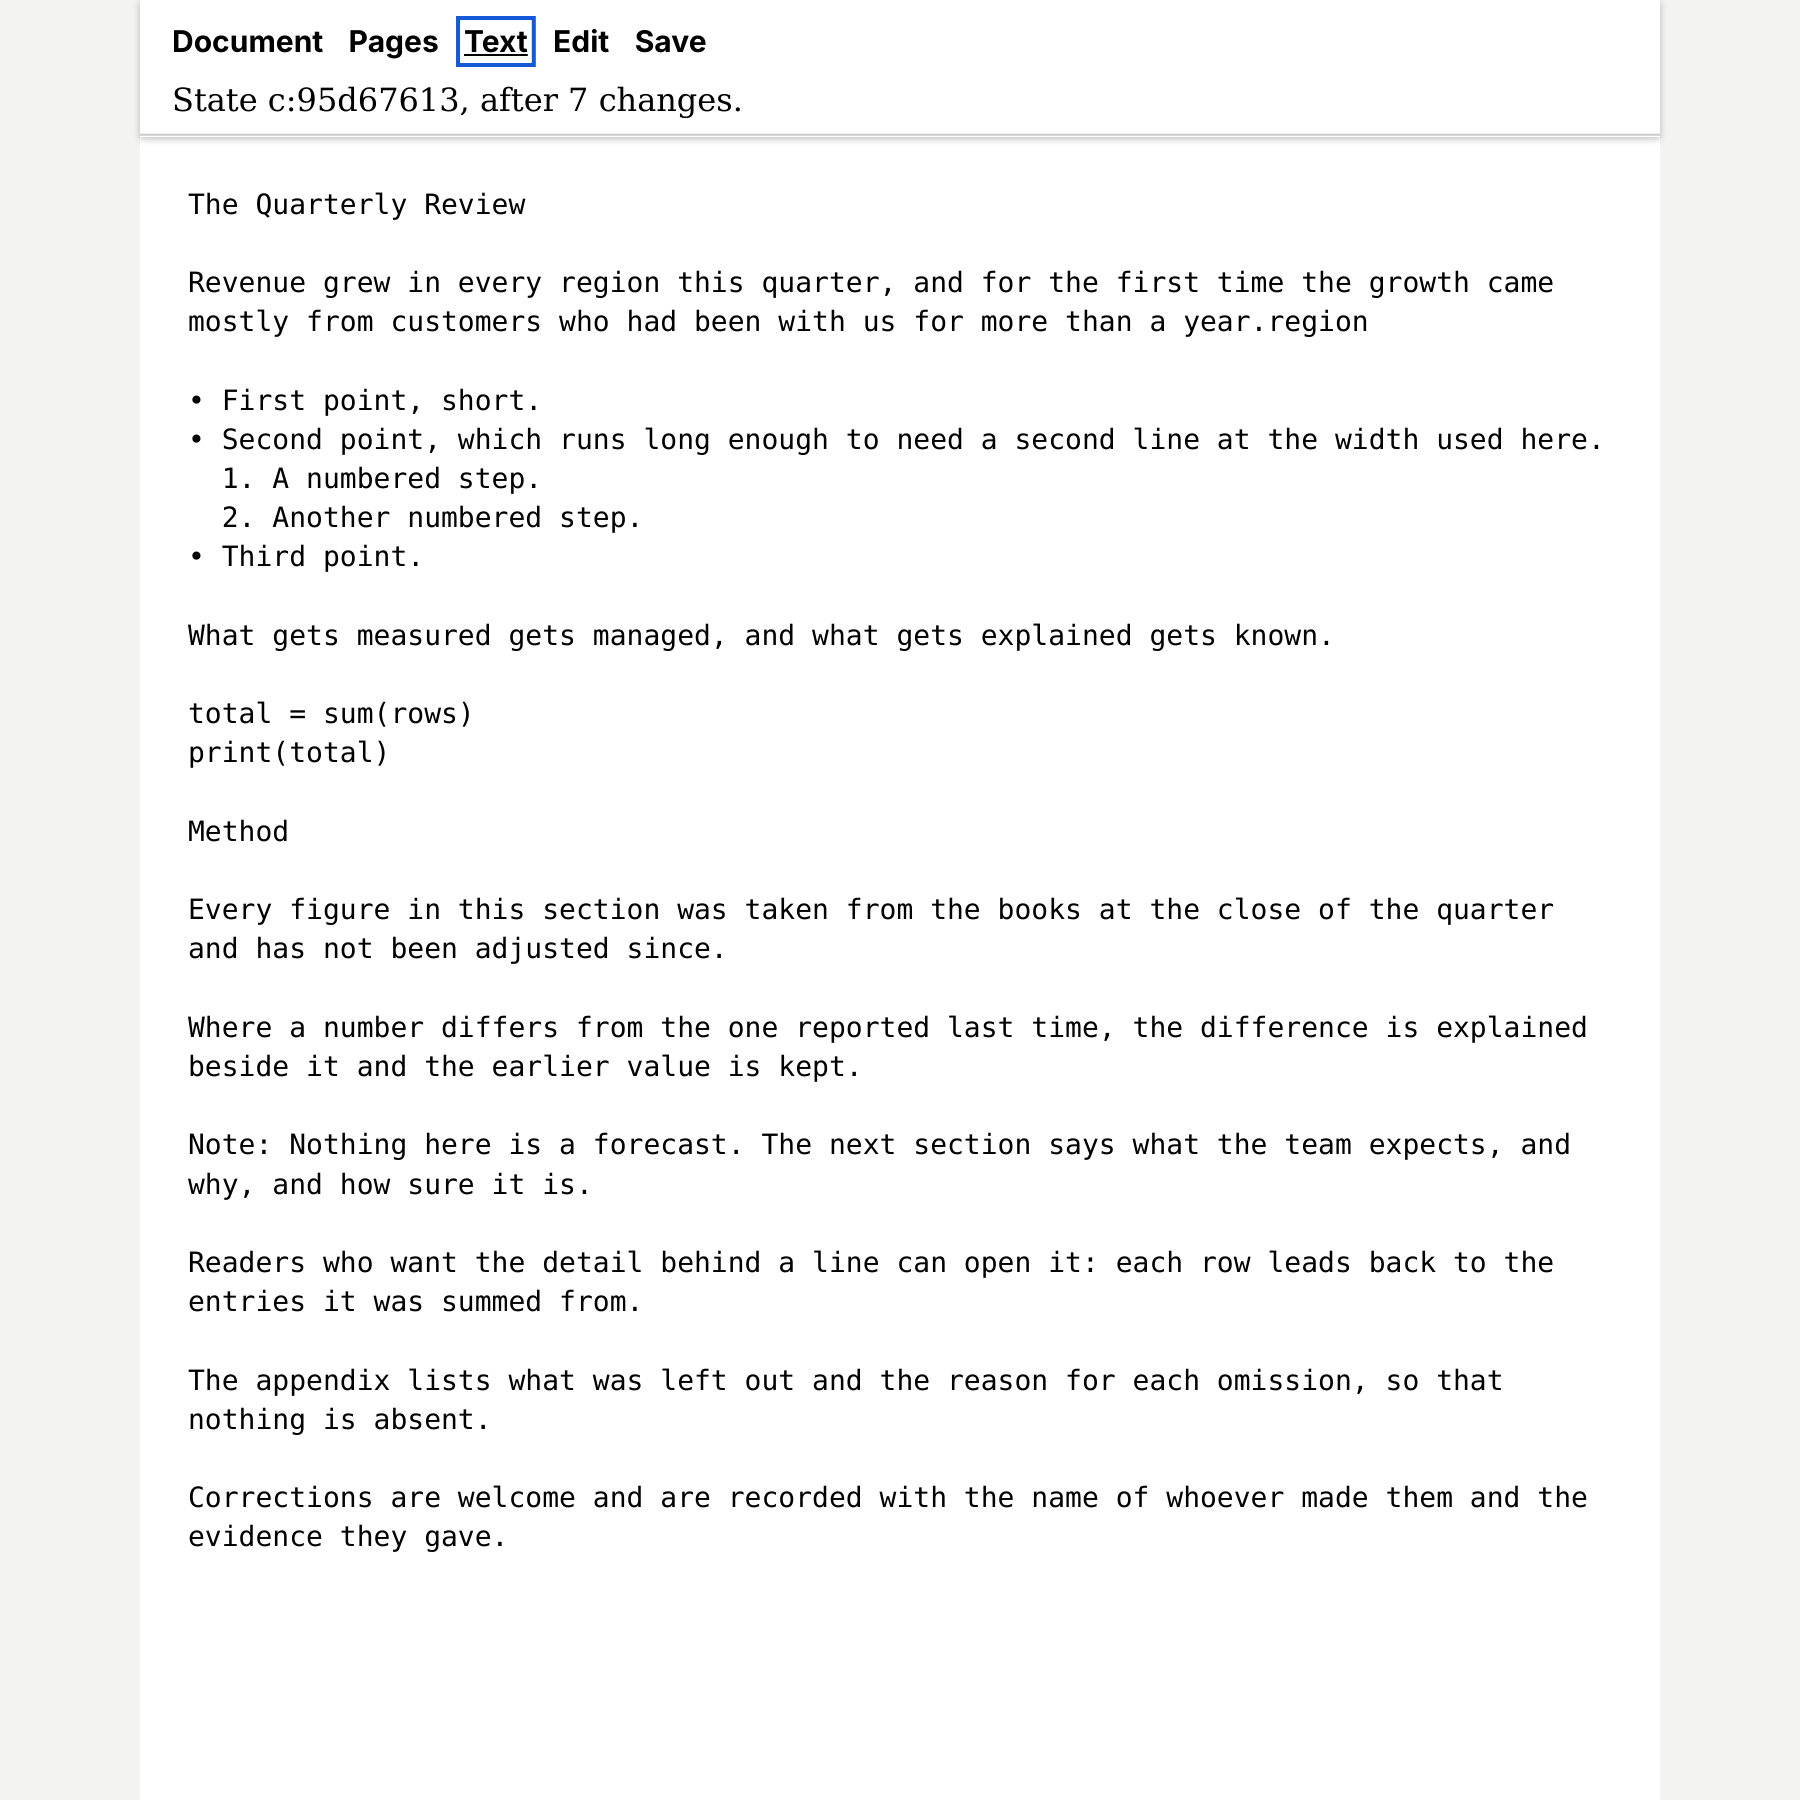 Document Pages Text Edit Save
State c:95d67613, after 7 changes.
The Quarterly Review
Revenue grew in every region this quarter, and for the first time the growth came
mostly from customers who had been with us for more than a year.region
• First point, short.
• Second point, which runs long enough to need a second line at the width used here.
1. A numbered step.
2. Another numbered step.
• Third point.
What gets measured gets managed, and what gets explained gets known.
total = sum(rows)
print(total)
Method
Every figure in this section was taken from the books at the close of the quarter
and has not been adjusted since.
Where a number differs from the one reported last time, the difference is explained
beside it and the earlier value is kept.
Note: Nothing here is a forecast. The next section says what the team expects, and
why, and how sure it is.
Readers who want the detail behind a line can open it: each row leads back to the
entries it was summed from.
The appendix lists what was left out and the reason for each omission, so that
nothing is absent.
Corrections are welcome and are recorded with the name of whoever made them and the
evidence they gave.